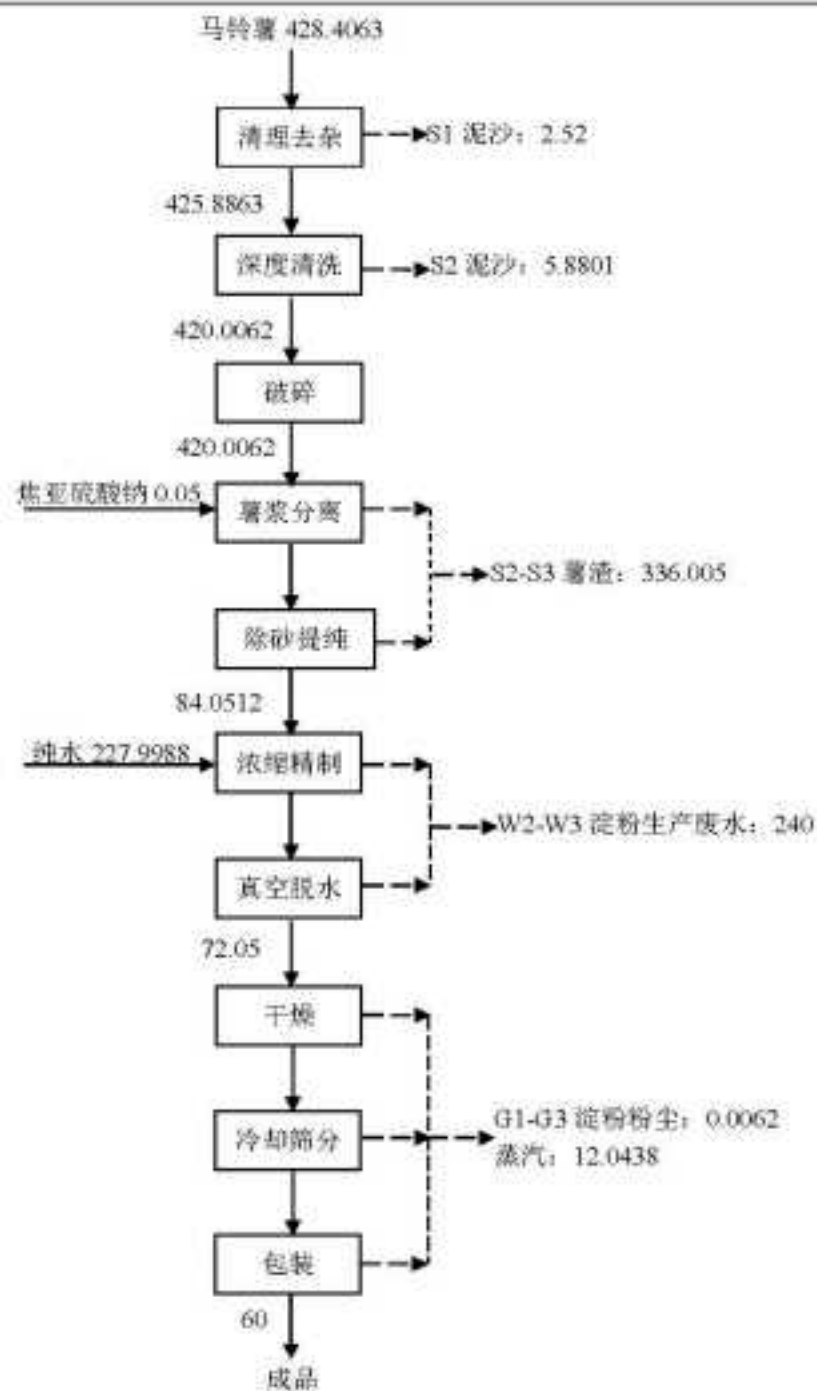 马铃薯 428.4063
清理去杂
S1 泥沙：2.52
425.8863
深度清洗
S2 泥沙：5.8801
420.0062
破碎
420.0062
焦亚硫酸钠 0.05
薯浆分离
S2-S3 薯渣：336.005
除砂提纯
84.0512
纯水 227.9988
浓缩精制
W2-W3 淀粉生产废水：240
真空脱水
72.05
干燥
G1-G3 淀粉粉尘：0.0062
冷却筛分
蒸汽：12.0438
包装
60
成品